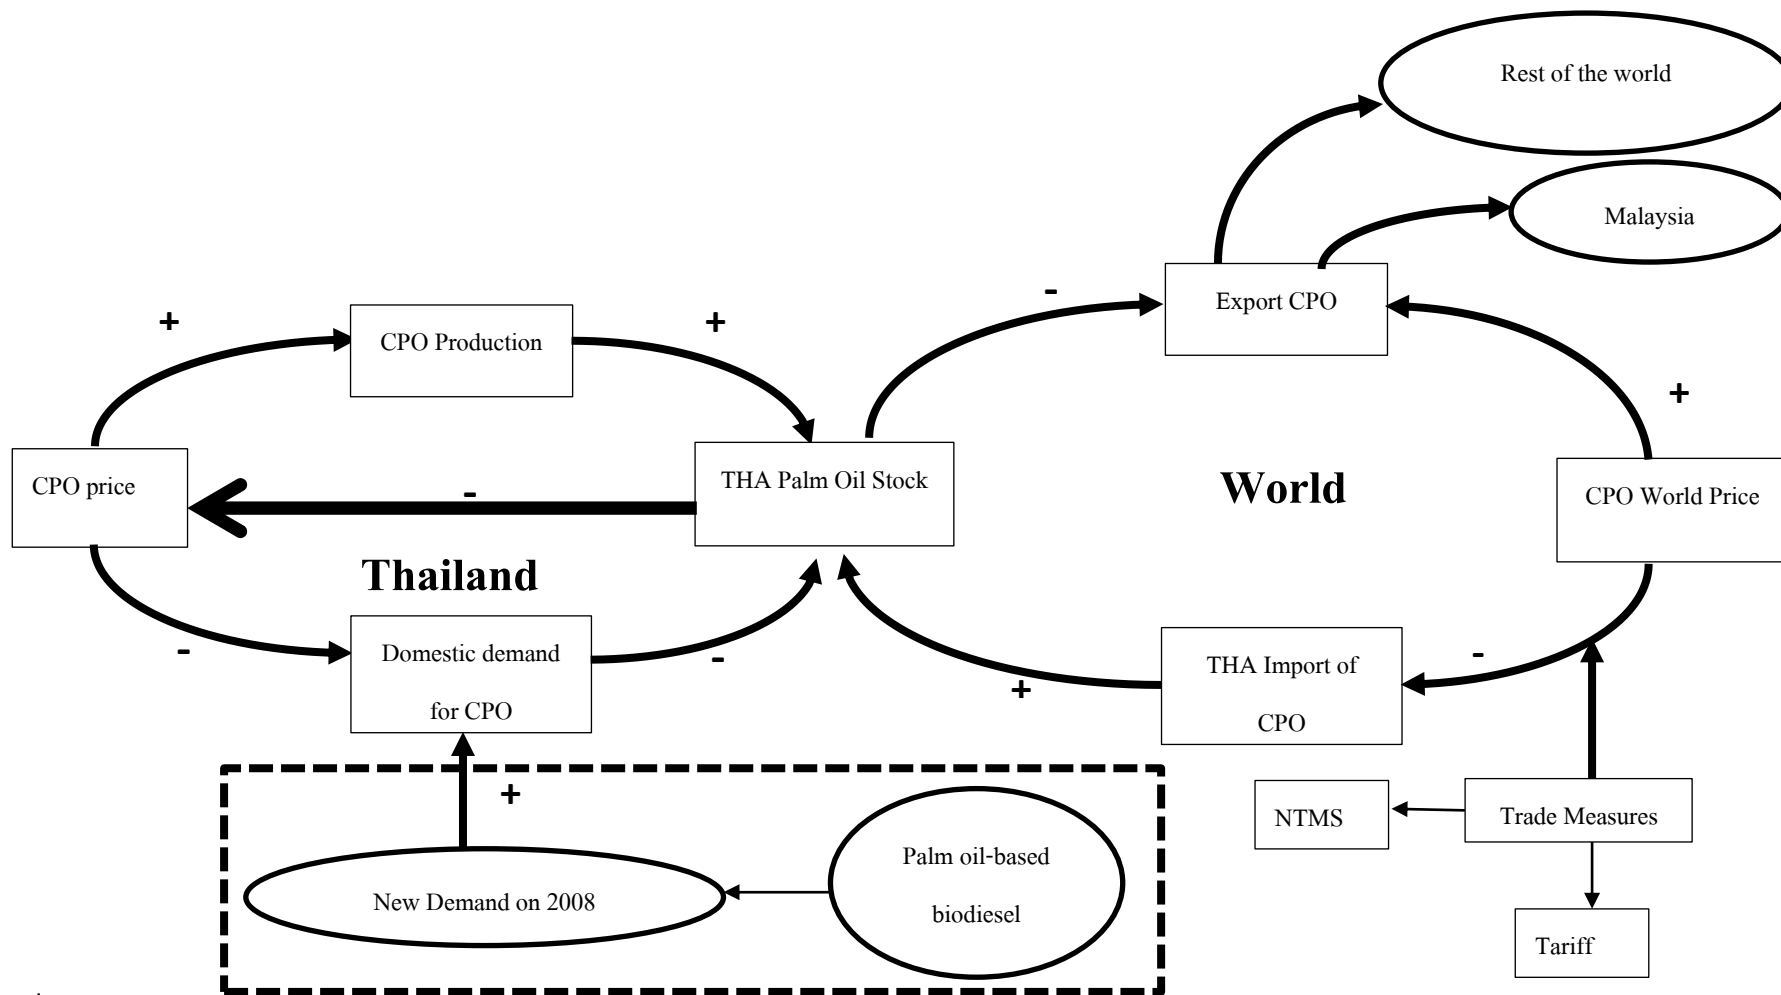 Rest of the world
Malaysia
-
Export CPO
+
CPO Production
+
+
CPO price
-
THA Palm Oil Stock
World
CPO World Price
Thailand
-
Domestic demand
for CPO
-
+
THA Import of
CPO
-
+
New Demand on 2008
Palm oil-based
biodiesel
NTMS
Trade Measures
Tariff